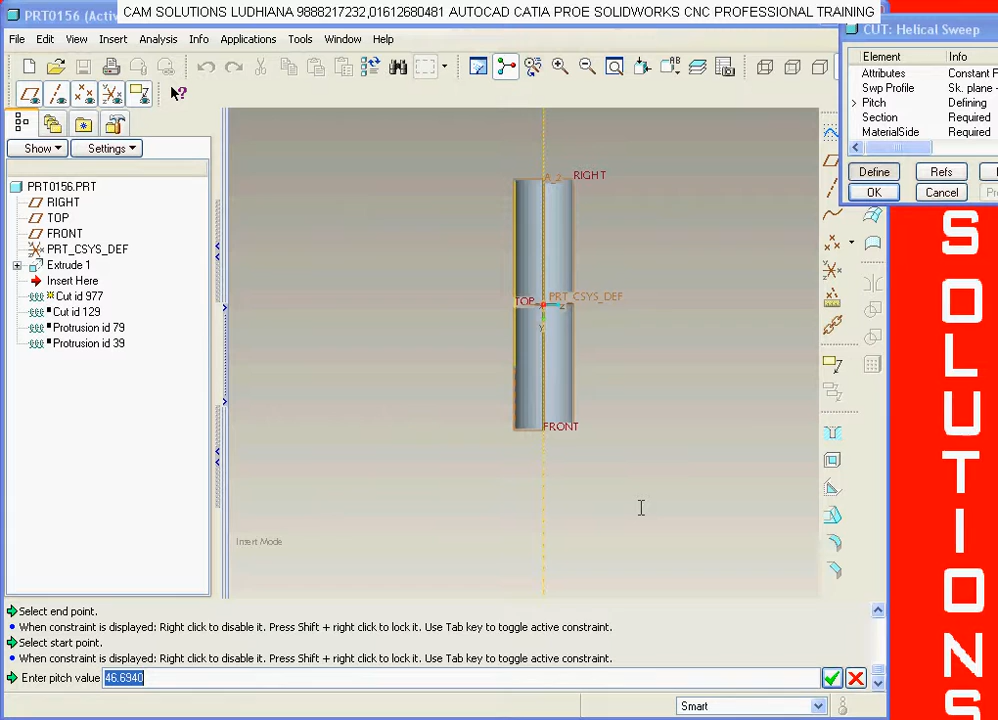 CAM SOLUTIONS LUDHIANA 9888217232,01612680481 AUTOCAD CATIA PROE SOLIDWORKS CNC PROFESSIONAL TRAINING
PRT0156 (Acti
CUT: Helical Sweep
File Edit View Insert Analysis Info Applications Tools Window Help
Element Info
Attributes Constant P
Swp Profile Sk. plane -
Pitch Defining
Section Required
MaterialSide Required
Define Refs
OK Cancel Pre
Show Settings
PRT0156.PRT
RIGHT
TOP
FRONT
PRT_CSYS_DEF
Extrude 1
Insert Here
Cut id 977
Cut id 129
Protrusion id 79
Protrusion id 39
A_2
RIGHT
PRT_CSYS_DEF
TOP
Z
Y
FRONT
Insert Mode
Select end point.
When constraint is displayed: Right click to disable it. Press Shift + right click to lock it. Use Tab key to toggle active constraint.
Select start point.
When constraint is displayed: Right click to disable it. Press Shift + right click to lock it. Use Tab key to toggle active constraint.
Enter pitch value 46.6940
Smart
SOLUTIONS